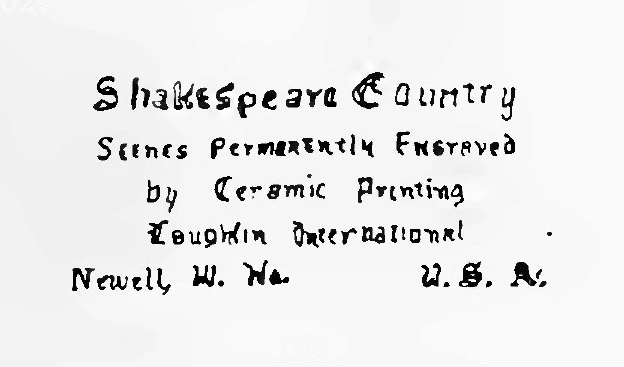 Shakespeare Country
Scenes Permanently Engraved
by Ceramic Printing
Laughlin International
Newell, W. Va. U. S. A.